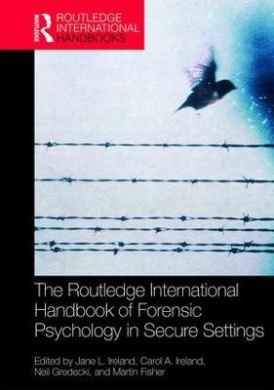 ROUTLEDGE
INTERNATIONAL
HANDBOOKS
ROUTLEDGE
The Routledge International
Handbook of Forensic
Psychology in Secure Settings
Edited by Jane L. Ireland, Carol A. Ireland,
Neil Gredecki, and Martin Fisher